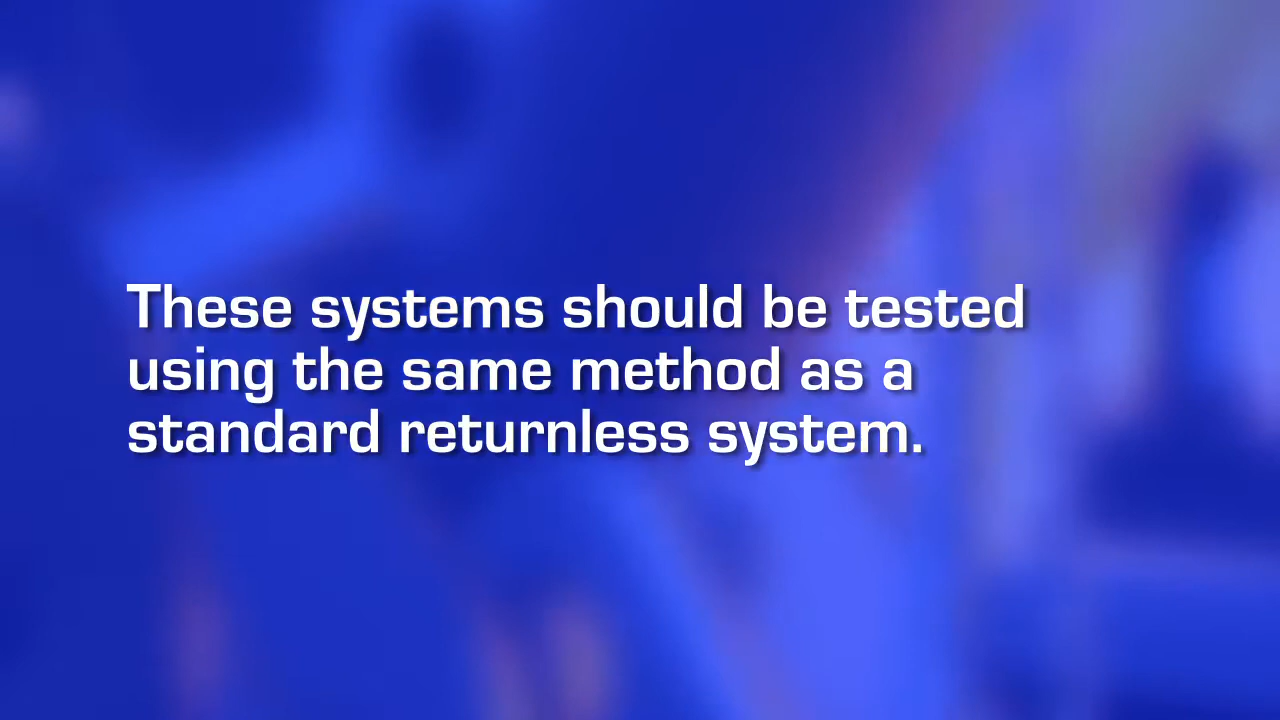 These systems should be tested
using the same method as a
standard returnless system.